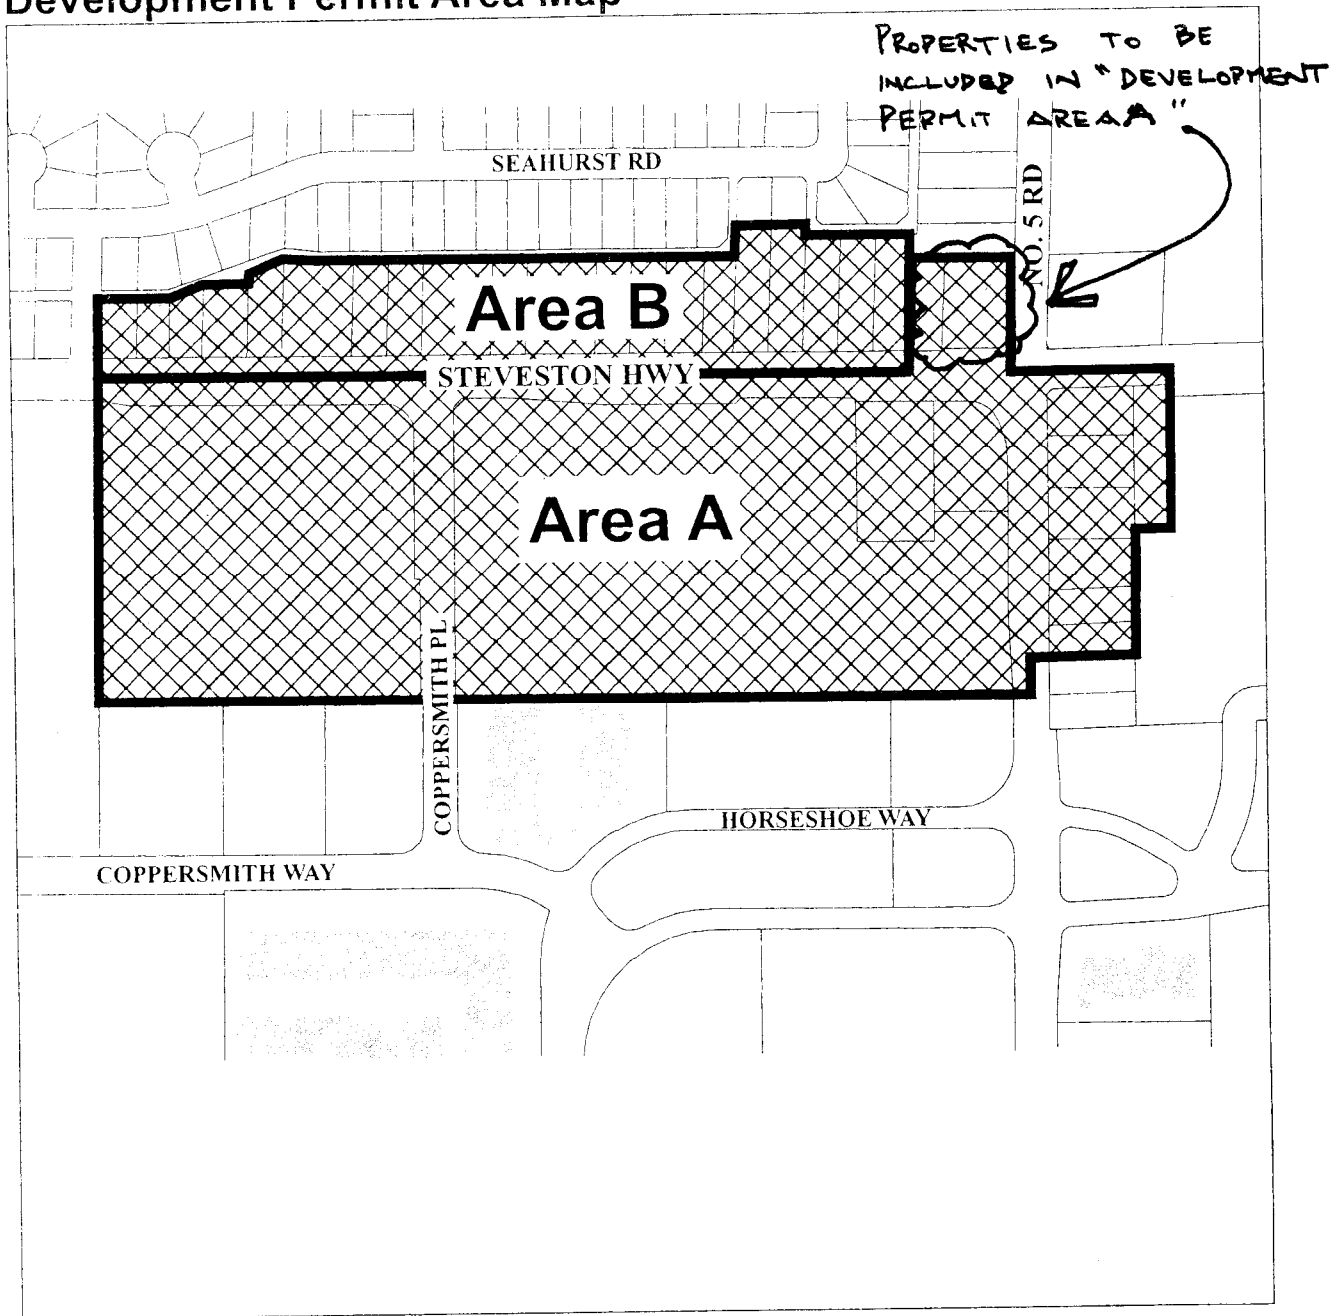 Development Permit Area Map
PROPERTIES TO BE
INCLUDED IN "DEVELOPMENT
PERMIT AREA A"
SEAHURST RD
NO. 5 RD
Area B
STEVESTON HWY
Area A
COPPERSMITH PL
HORSESHOE WAY
COPPERSMITH WAY